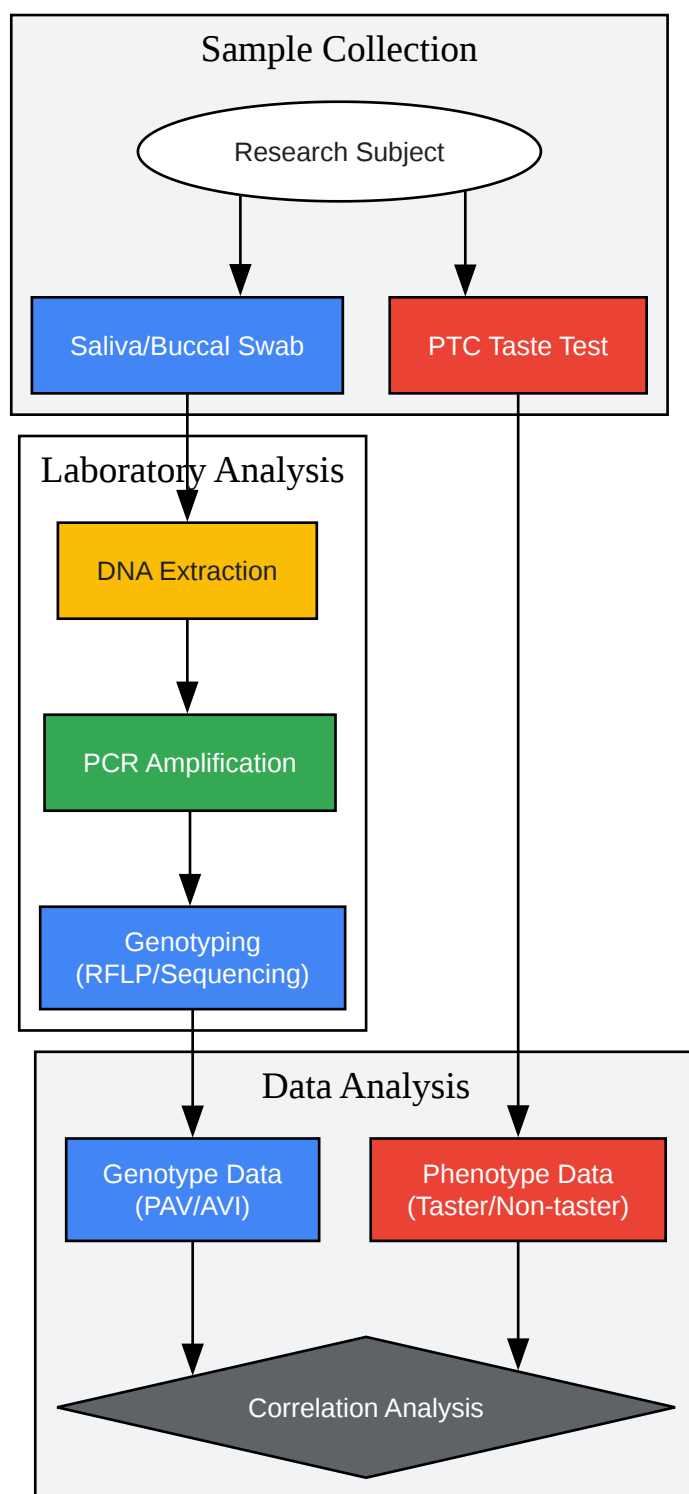 Sample Collection
Research Subject
Saliva/Buccal Swab
PTC Taste Test
Laboratory Analysis
DNA Extraction
PCR Amplification
Genotyping
(RFLP/Sequencing)
Data Analysis
Genotype Data
(PAV/AVI)
Phenotype Data
(Taster/Non-taster)
Correlation Analysis